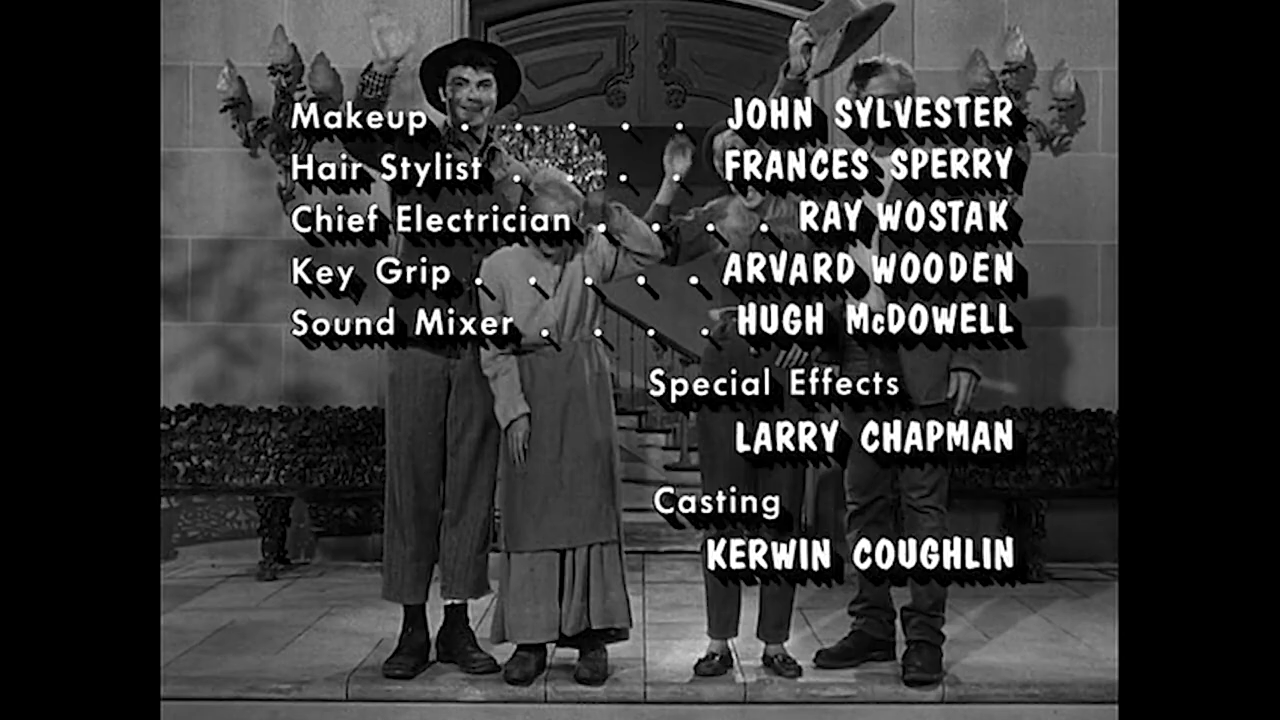 Makeup . . . . . JOHN SYLVESTER
Hair Stylist . . . . FRANCES SPERRY
Chief Electrician . . . . RAY WOSTAK
Key Grip . . . . . ARVARD WOODEN
Sound Mixer . . . . HUGH McDOWELL
Special Effects
LARRY CHAPMAN
Casting
KERWIN COUGHLIN